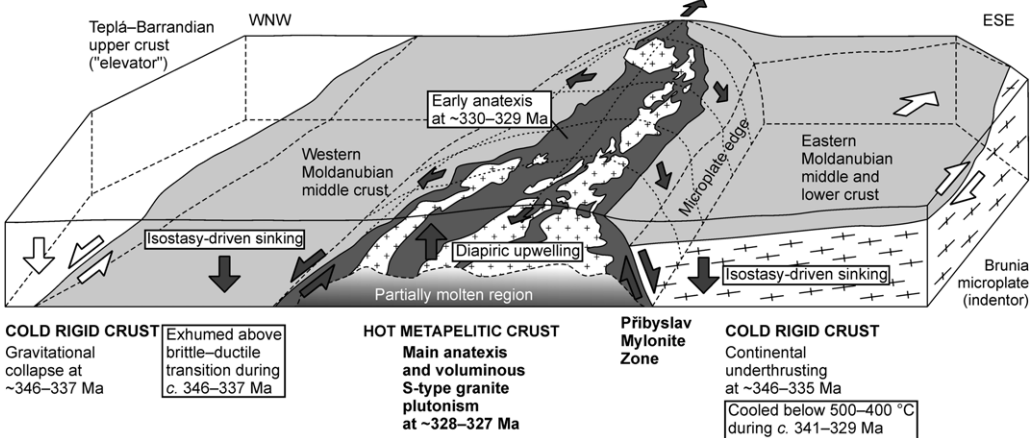 WNW
ESE
Teplá–Barrandian
upper crust
("elevator")
Early anatexis
at ~330–329 Ma
Western
Moldanubian
middle crust
Microplate edge
Eastern
Moldanubian
middle and
lower crust
Isostasy-driven sinking
Diapiric upwelling
Isostasy-driven sinking
Partially molten region
Brunia
microplate
(indentor)
COLD RIGID CRUST
Gravitational
collapse at
~346–337 Ma
Exhumed above
brittle–ductile
transition during
c. 346–337 Ma
HOT METAPELITIC CRUST
Main anatexis
and voluminous
S-type granite
plutonism
at ~328–327 Ma
Přibyslav
Mylonite
Zone
COLD RIGID CRUST
Continental
underthrusting
at ~346–335 Ma
Cooled below 500–400 °C
during c. 341–329 Ma